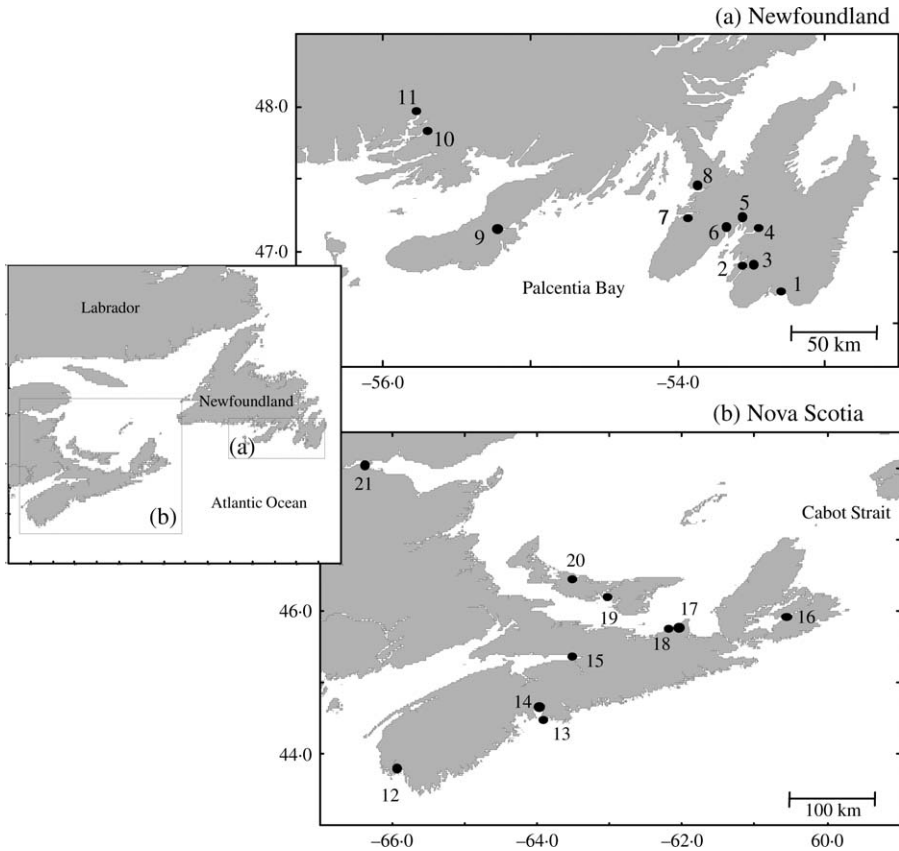 (a) Newfoundland
48·0
11
10
8
5
7
6
4
9
47·0
2
3
1
Palcentia Bay
50 km
–56·0
–54·0
Labrador
Newfoundland
(a)
Atlantic Ocean
(b)
(b) Nova Scotia
21
Cabot Strait
20
46·0
19
17
16
18
15
14
13
44·0
12
100 km
–66·0
–64·0
–62·0
–60·0